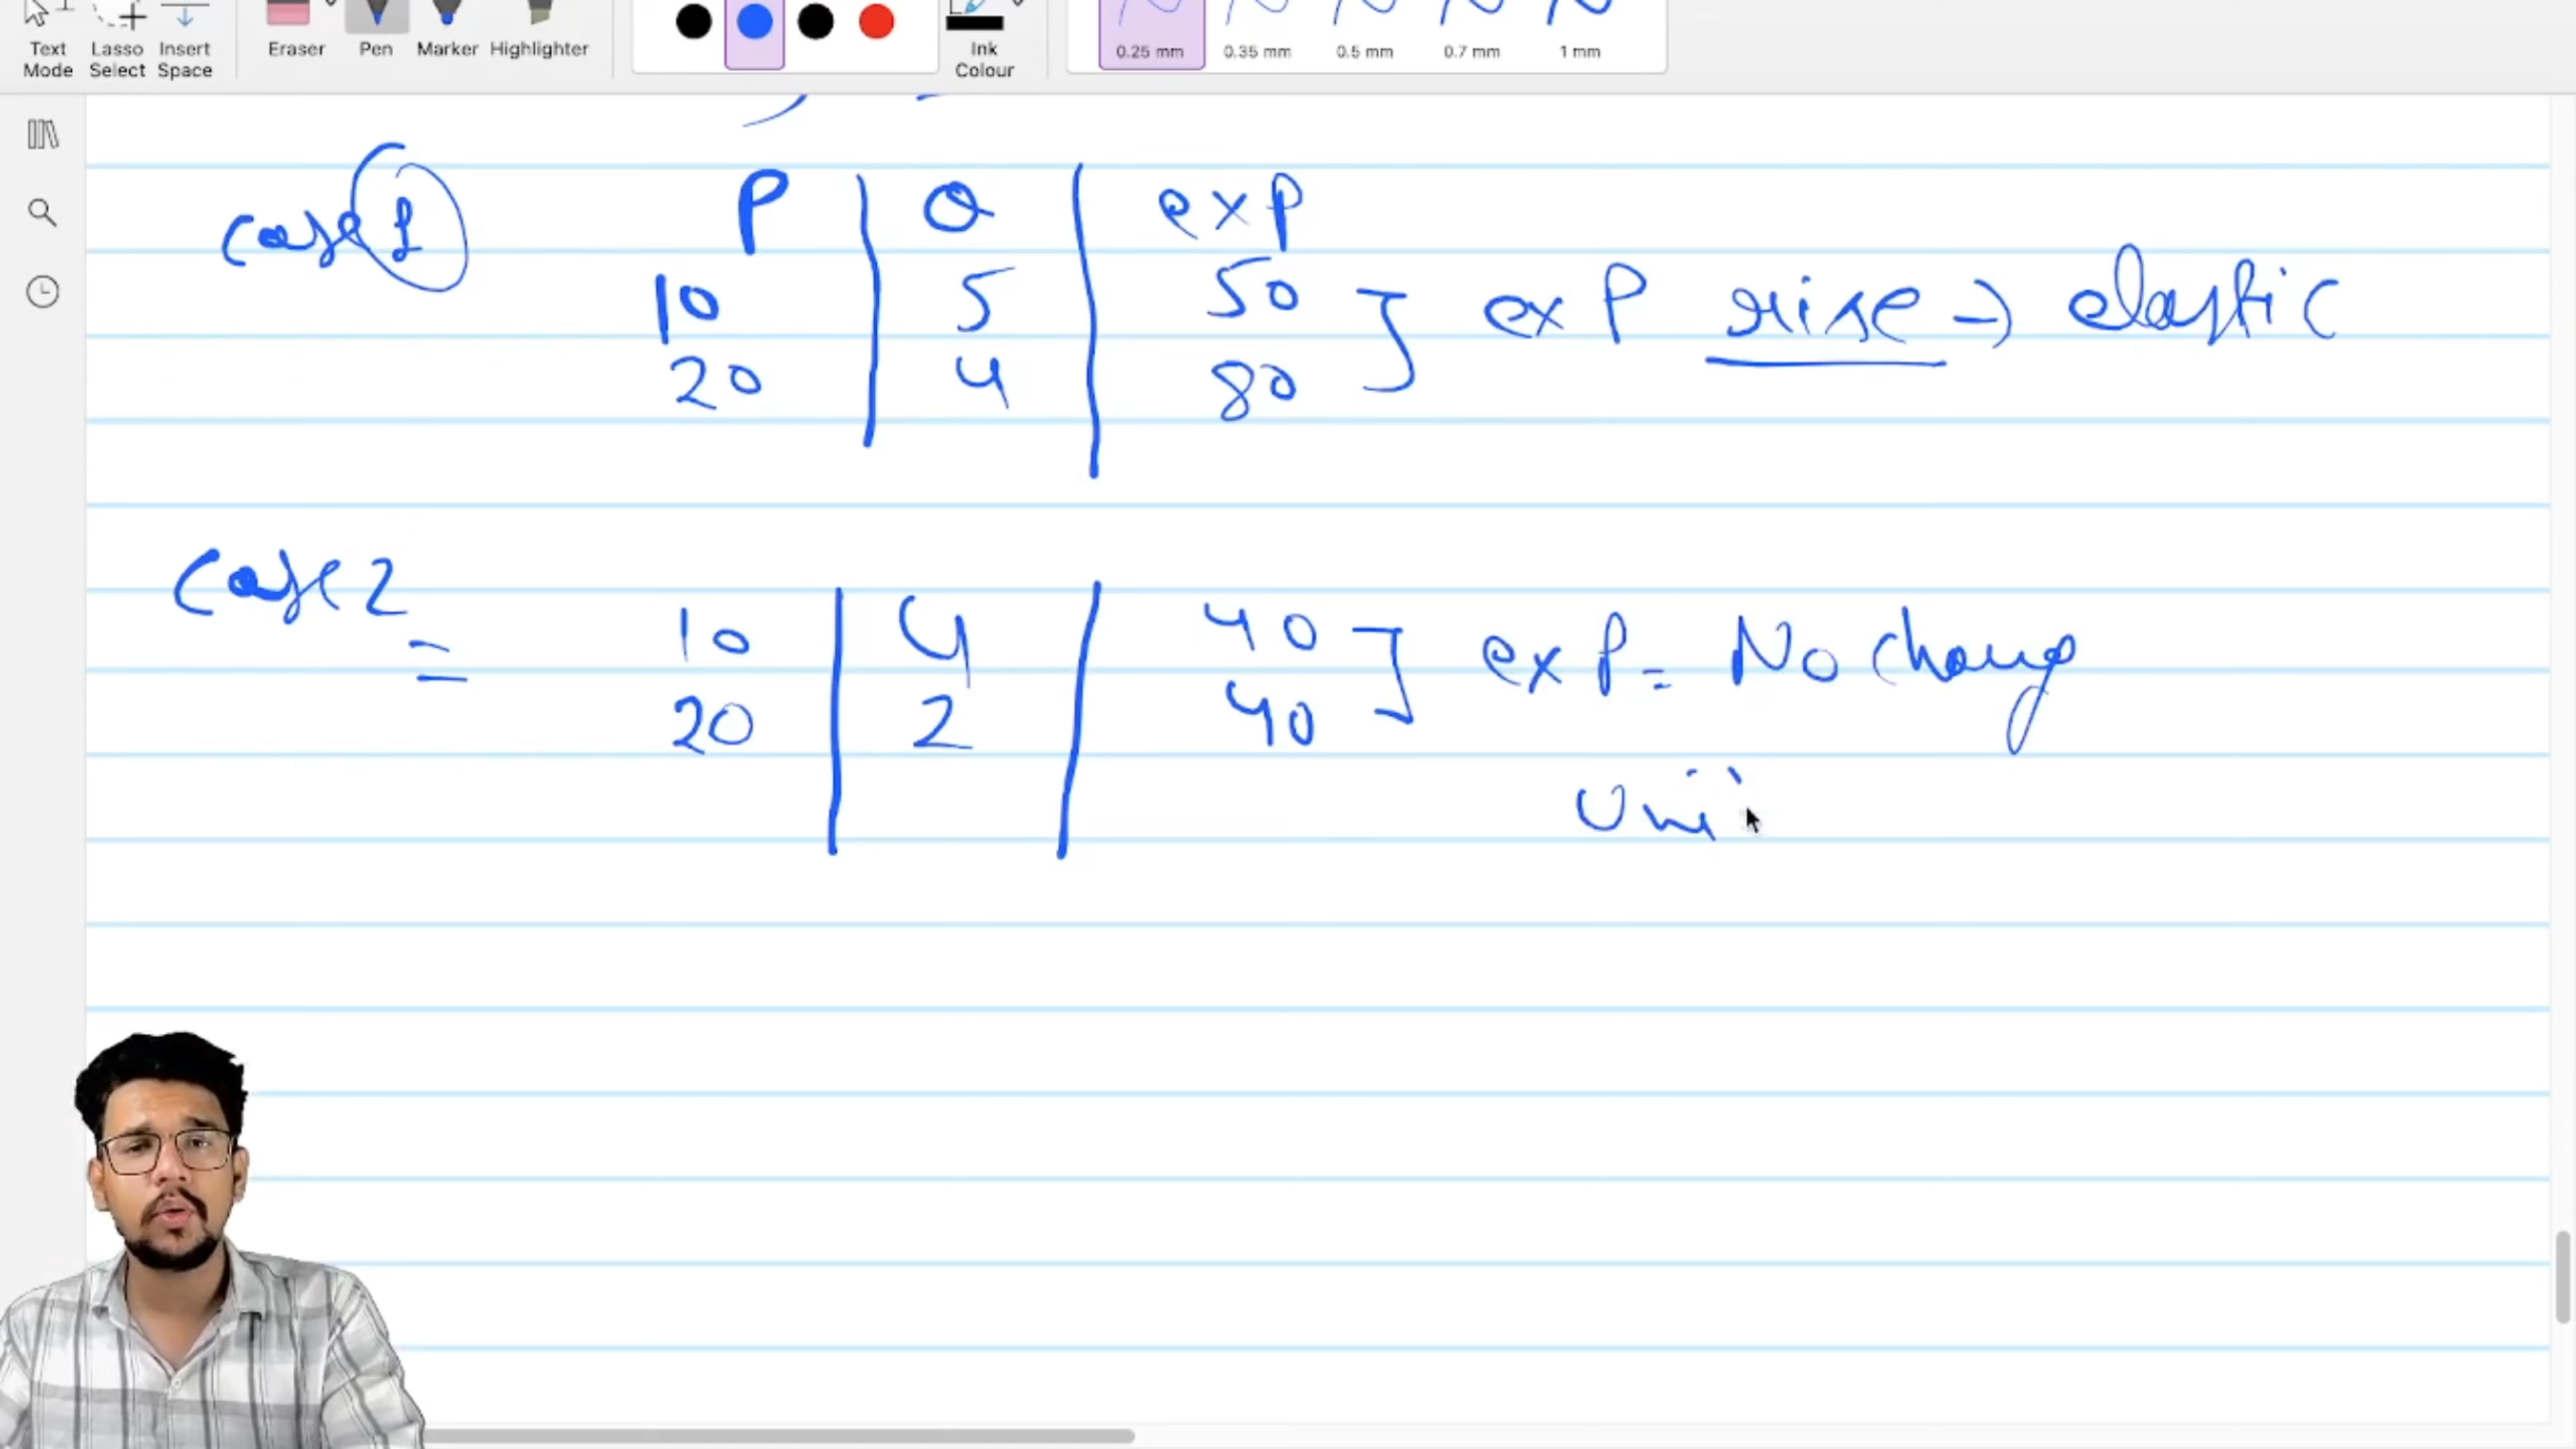 Text Mode Lasso Select Insert Space Eraser Pen Marker Highlighter Ink Colour 0.25 mm 0.35 mm 0.5 mm 0.7 mm 1 mm
case 1 P Q exp
10 5 50 exp rise → elastic
20 4 80
Case 2
10 4 40 exp = No change
20 2 40
Uni